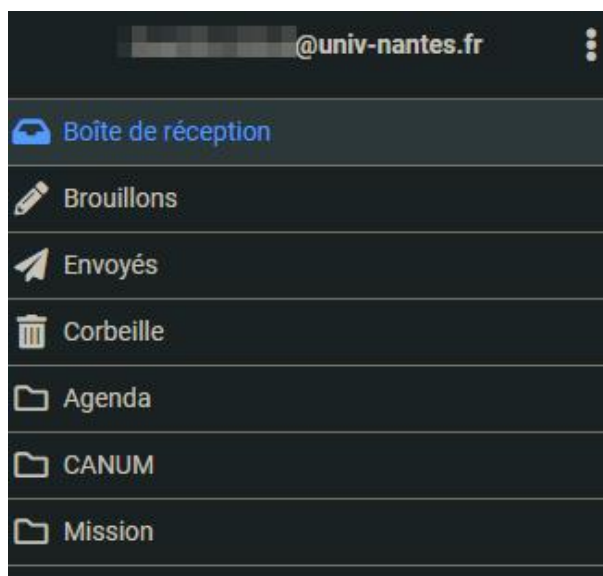 @univ-nantes.fr
Boîte de réception
Brouillons
Envoyés
Corbeille
Agenda
CANUM
Mission